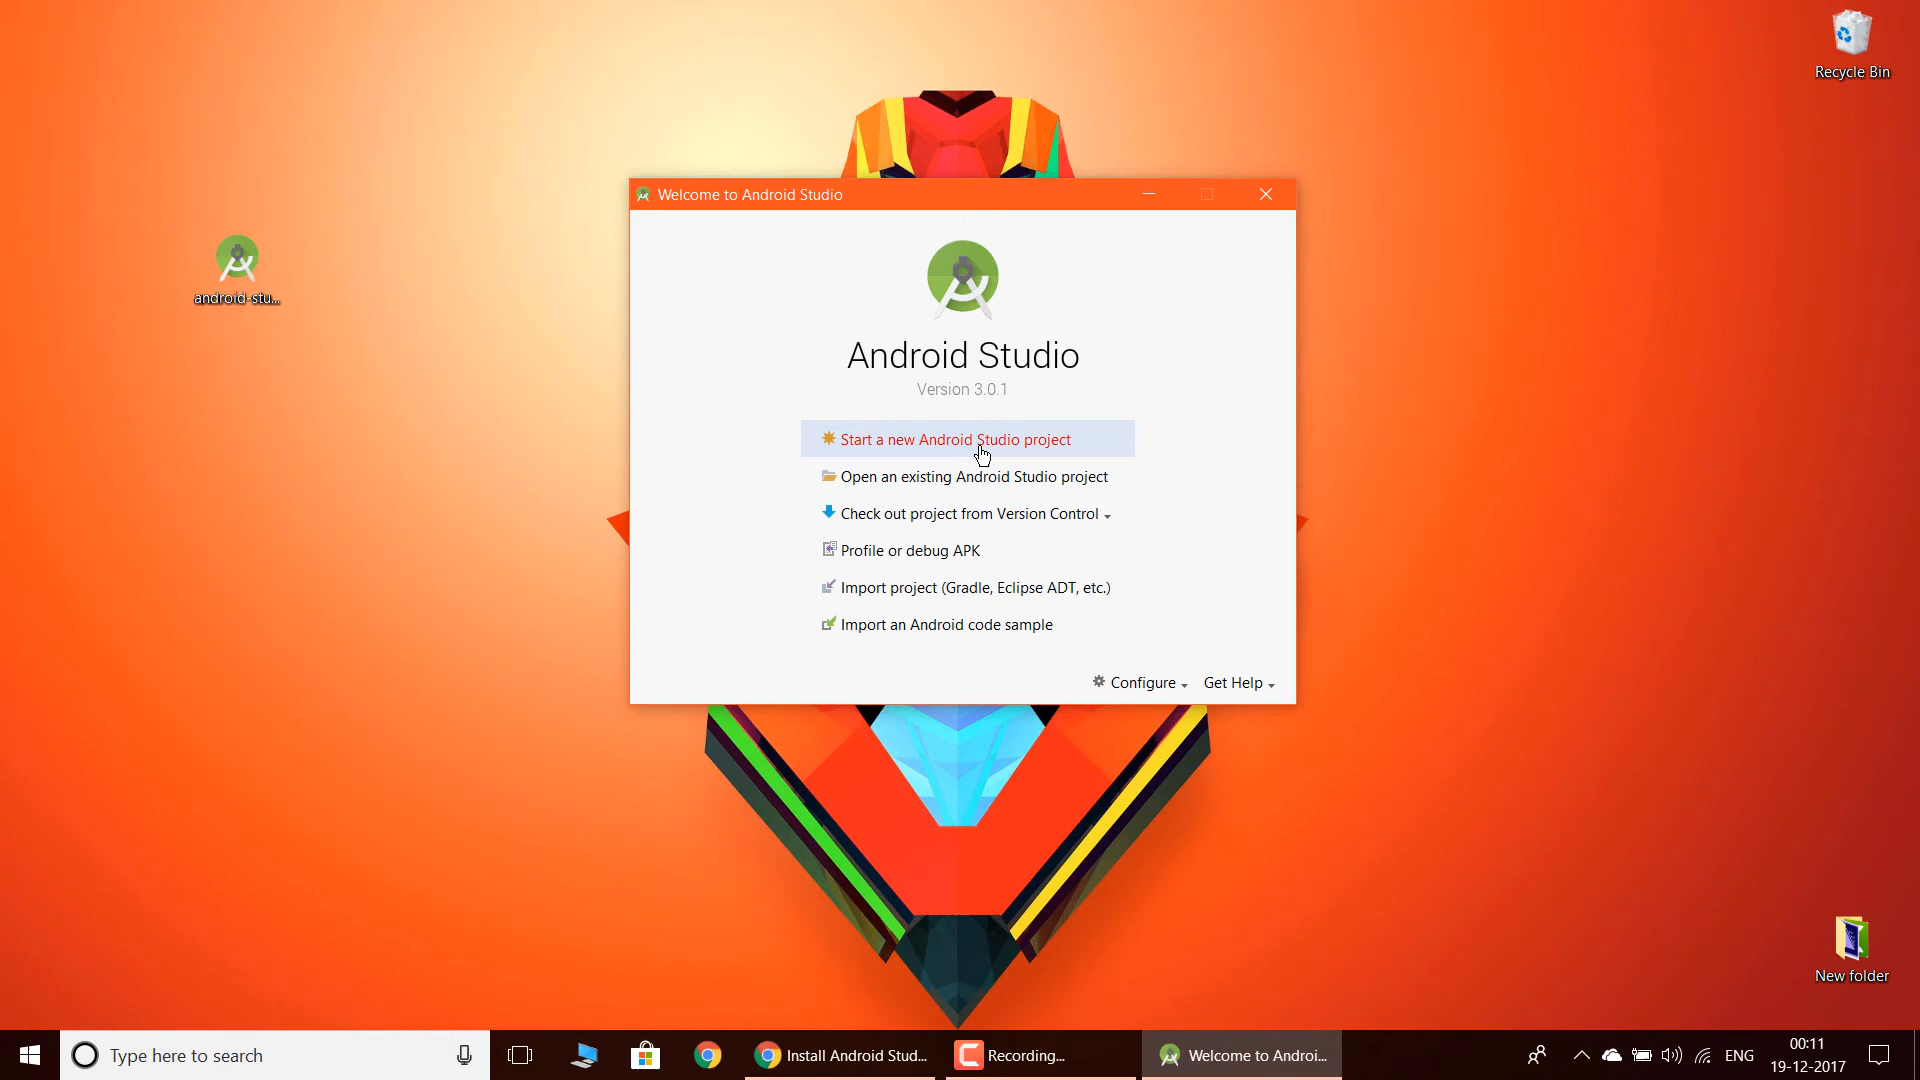 Recycle Bin
android-stu...
Welcome to Android Studio
Android Studio
Version 3.0.1
Start a new Android Studio project
Open an existing Android Studio project
Check out project from Version Control
Profile or debug APK
Import project (Gradle, Eclipse ADT, etc.)
Import an Android code sample
Configure
Get Help
New folder
Type here to search
Install Android Stud...
Recording...
Welcome to Androi...
ENG
00:11
19-12-2017